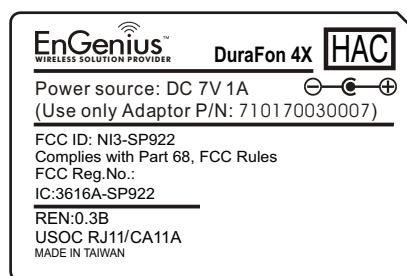 EnGenius™
WIRELESS SOLUTION PROVIDER
DuraFon 4X
HAC
Power source: DC 7V 1A
(Use only Adaptor P/N: 710170030007)
FCC ID: NI3-SP922
Complies with Part 68, FCC Rules
FCC Reg.No.:
IC:3616A-SP922
REN:0.3B
USOC RJ11/CA11A
MADE IN TAIWAN